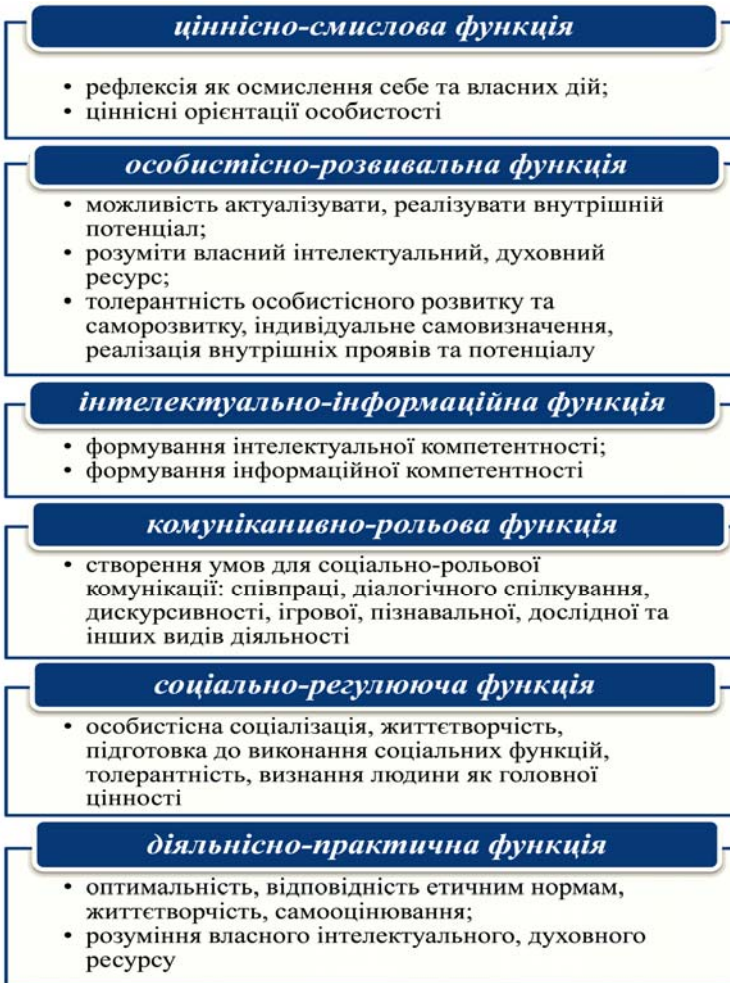 ціннісно-смислова функція
• рефлексія як осмислення себе та власних дій;
• ціннісні орієнтації особистості
особистісно-розвивальна функція
• можливість актуалізувати, реалізувати внутрішній
потенціал;
• розуміти власний інтелектуальний, духовний
ресурс;
• толерантність особистісного розвитку та
саморозвитку, індивідуальне самовизначення,
реалізація внутрішніх проявів та потенціалу
інтелектуально-інформаційна функція
• формування інтелектуальної компетентності;
• формування інформаційної компетентності
комуніканивно-рольова функція
• створення умов для соціально-рольової
комунікації: співпраці, діалогічного спілкування,
дискурсивності, ігрової, пізнавальної, дослідної та
інших видів діяльності
соціально-регулююча функція
• особистісна соціалізація, життєтворчість,
підготовка до виконання соціальних функцій,
толерантність, визнання людини як головної
цінності
діяльнісно-практична функція
• оптимальність, відповідність етичним нормам,
життєтворчість, самооцінювання;
• розуміння власного інтелектуального, духовного
ресурсу